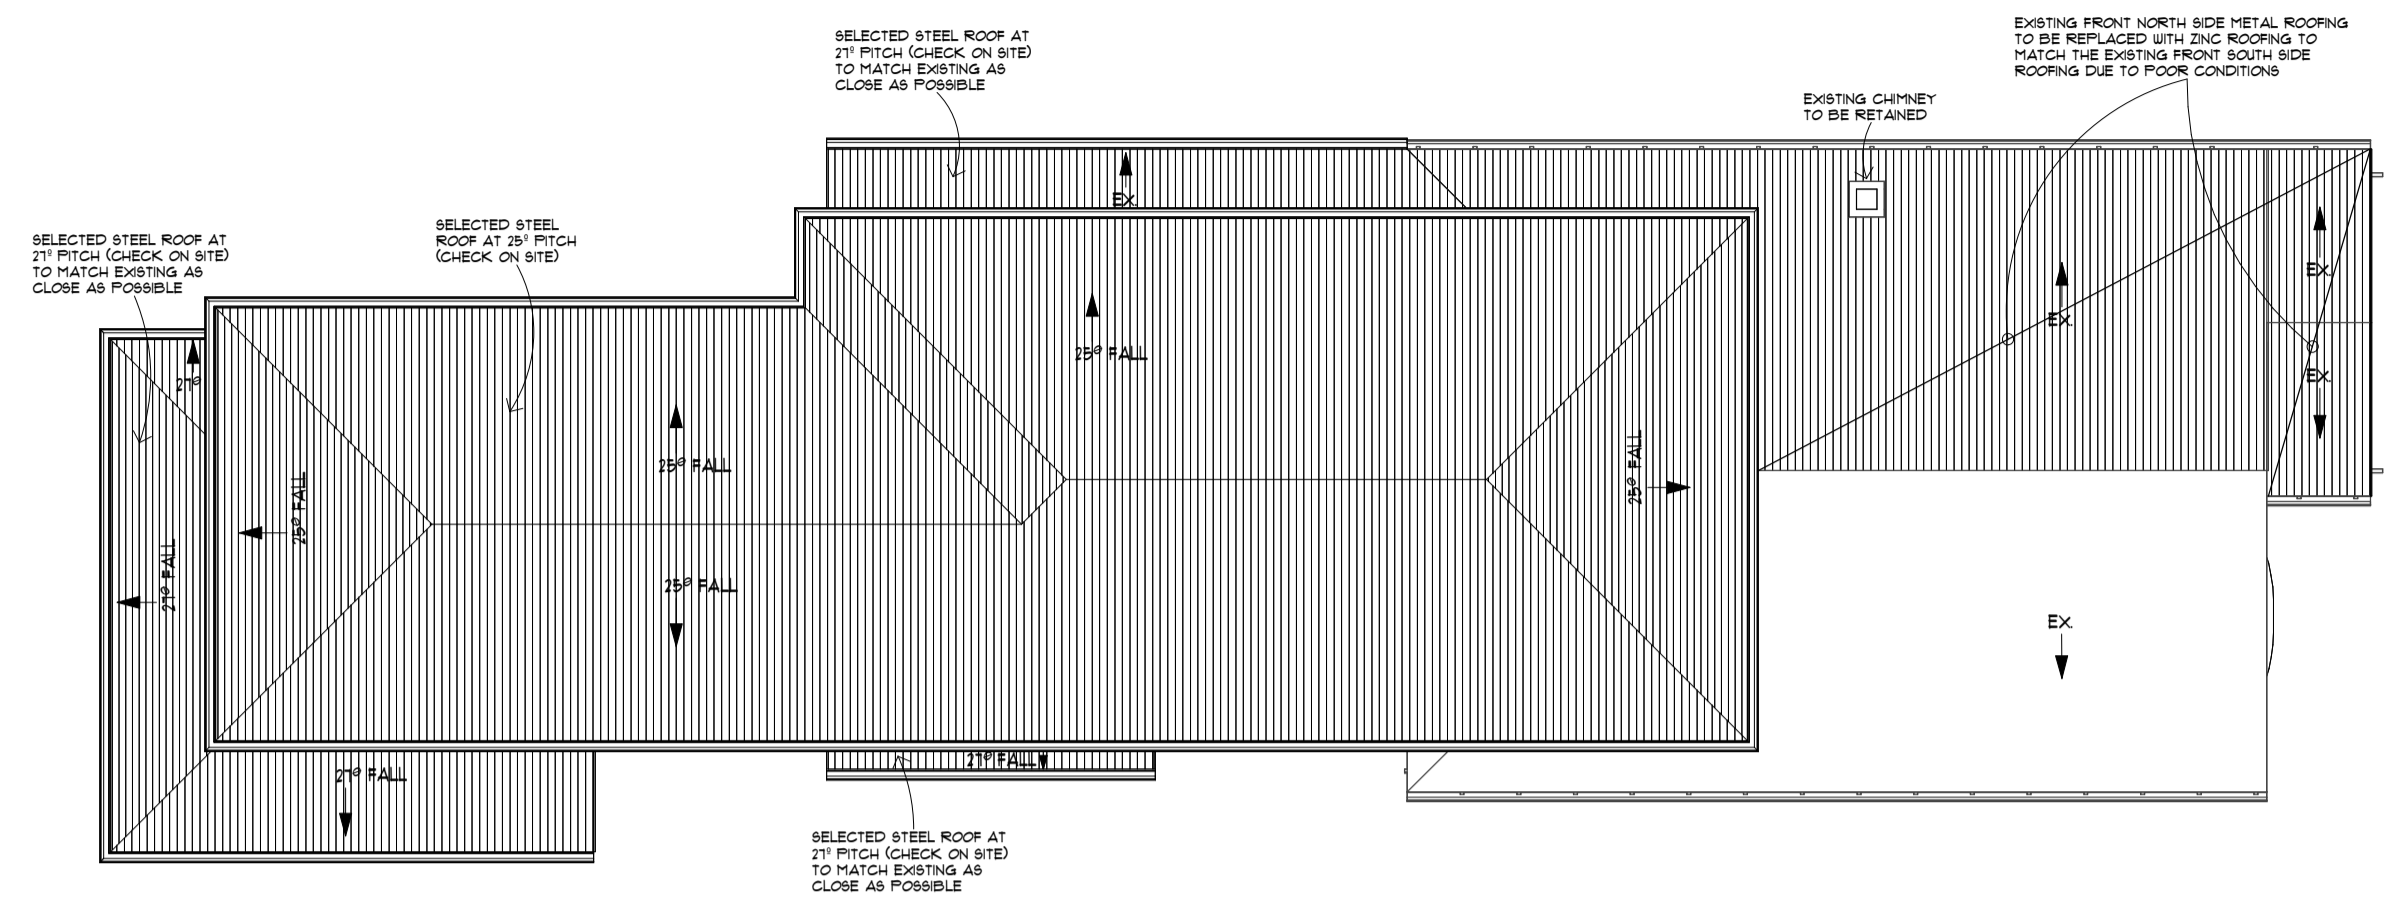 EXISTING FRONT NORTH SIDE METAL ROOFING
TO BE REPLACED WITH ZINC ROOFING TO
MATCH THE EXISTING FRONT SOUTH SIDE
ROOFING DUE TO POOR CONDITIONS
SELECTED STEEL ROOF AT
27º PITCH (CHECK ON SITE)
TO MATCH EXISTING AS
CLOSE AS POSSIBLE
EXISTING CHIMNEY
TO BE RETAINED
EX.
SELECTED STEEL
ROOF AT 25º PITCH
(CHECK ON SITE)
SELECTED STEEL ROOF AT
27º PITCH (CHECK ON SITE)
TO MATCH EXISTING AS
CLOSE AS POSSIBLE
EX.
EX.
25º FALL
27º
EX.
25º FALL
25º FALL
25º FALL
27º FALL
25º FALL
EX.
27º FALL
27º FALL
SELECTED STEEL ROOF AT
27º PITCH (CHECK ON SITE)
TO MATCH EXISTING AS
CLOSE AS POSSIBLE